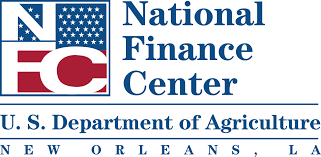 NFC
National
Finance
Center
U. S. Department of Agriculture
NEW ORLEANS, LA